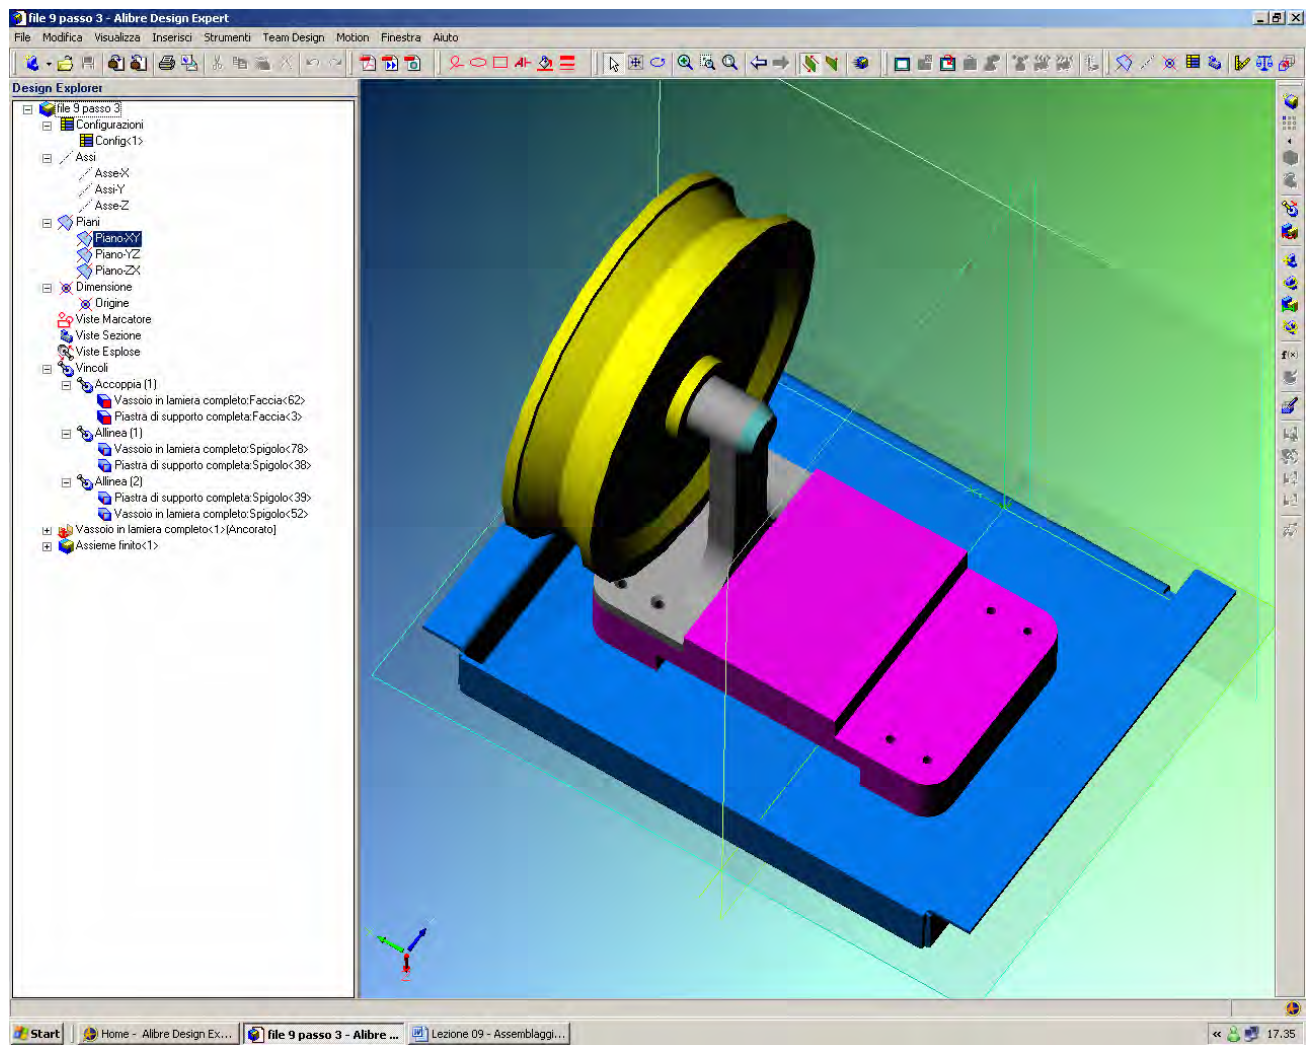 file 9 passo 3 - Alibre Design Expert
File Modifica Visualizza Inserisci Strumenti Team Design Motion Finestra Aiuto
Design Explorer
file 9 passo 3
Configurazioni
Config<1>
Assi
Asse-X
Assi-Y
Asse-Z
Piani
Piano-XY
Piano-YZ
Piano-ZX
Dimensione
Origine
Viste Marcatore
Viste Sezione
Viste Esplose
Vincoli
Accoppia (1)
Vassoio in lamiera completo:Faccia<62>
Piastra di supporto completa:Faccia<3>
Allinea (1)
Vassoio in lamiera completo:Spigolo<78>
Piastra di supporto completa:Spigolo<38>
Allinea (2)
Piastra di supporto completa:Spigolo<39>
Vassoio in lamiera completo:Spigolo<52>
Vassoio in lamiera completo<1>[Ancorato]
Assieme finito<1>
f(x)
Start Home - Alibre Design Ex... file 9 passo 3 - Alibre ... Lezione 09 - Assemblaggi... « 17.35